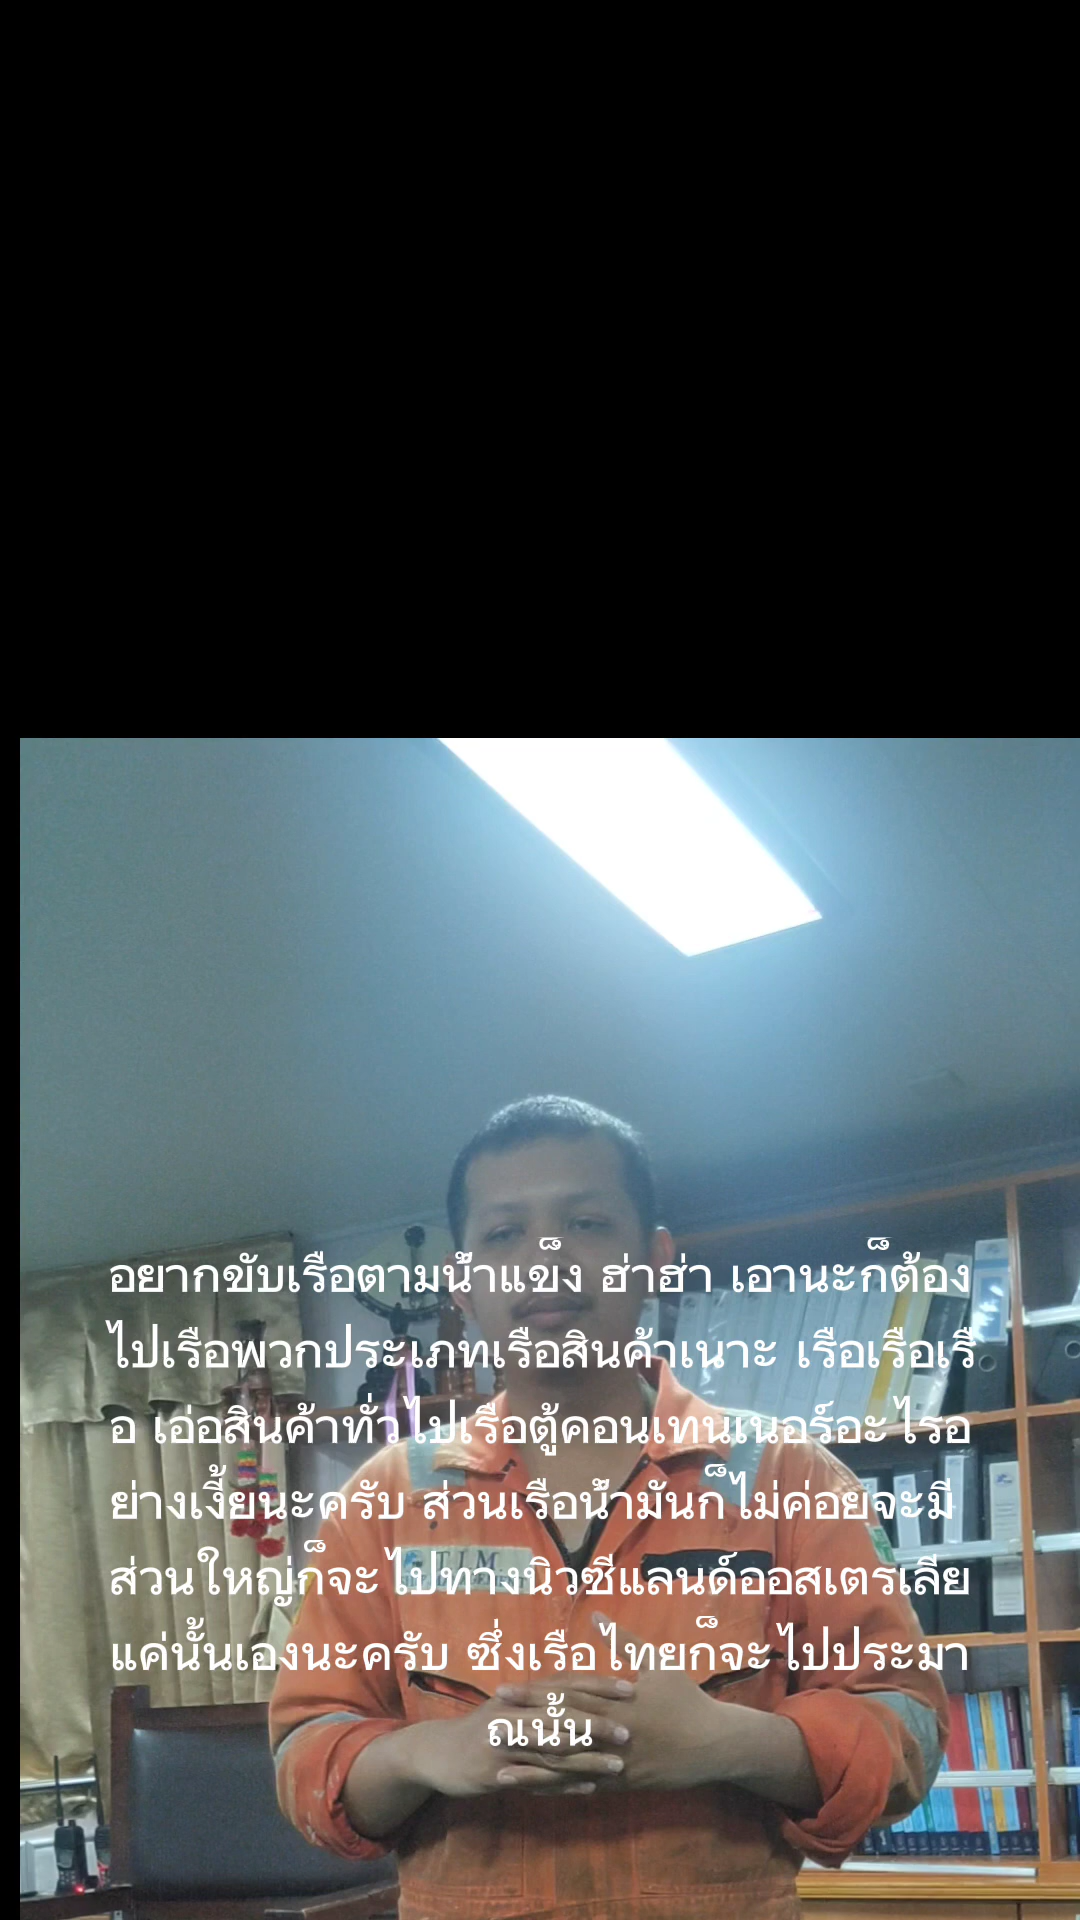 อยากขับเรือตามน้ำแข็ง ฮ่าฮ่า เอานะก็ต้อง
ไปเรือพวกประเภทเรือสินค้าเนาะ เรือเรือเรื
อ เอ่อสินค้าทั่วไปเรือตู้คอนเทนเนอร์อะไรอ
ย่างเงี้ยนะครับ ส่วนเรือน้ำมันก็ไม่ค่อยจะมี
ส่วนใหญ่ก็จะไปทางนิวซีแลนด์ออสเตรเลีย
T.I.M.
แค่นั้นเองนะครับ ซึ่งเรือไทยก็จะไปประมา
ณนั้น